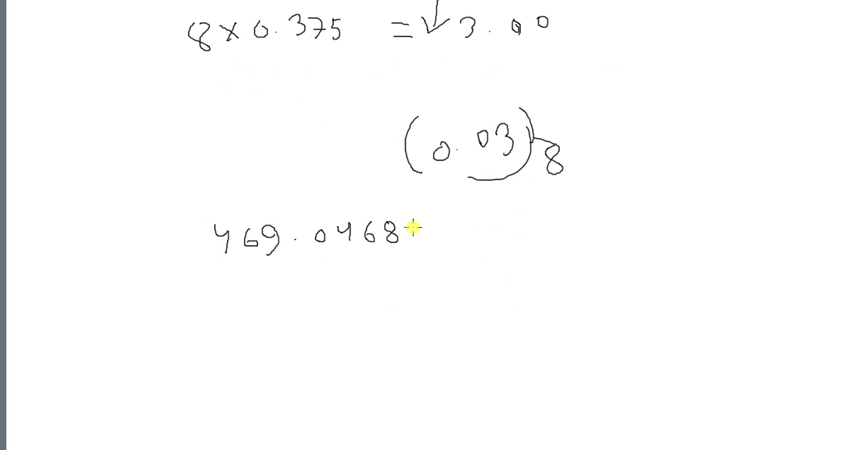 8 × 0.375 = 3.00
(0.03)8
469.0468